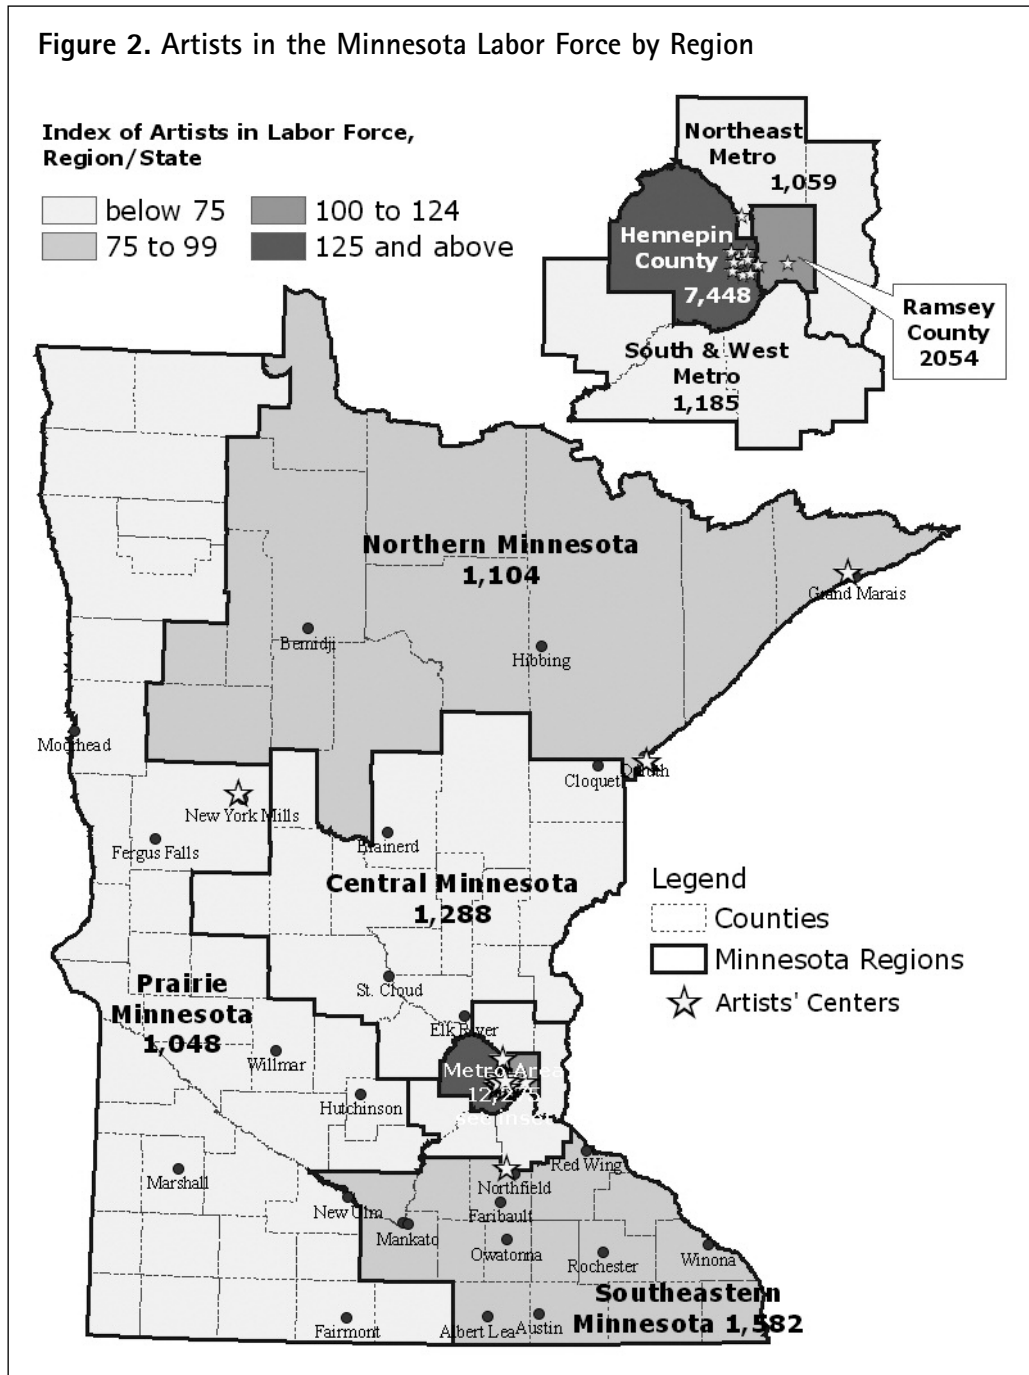 Figure 2. Artists in the Minnesota Labor Force by Region
Index of Artists in Labor Force,
Region/State
below 75
100 to 124
75 to 99
125 and above
Northeast
Metro
1,059
Hennepin
County
7,448
Ramsey
County
2054
South & West
Metro
1,185
Northern Minnesota
1,104
Grand Marais
Bemidji
Hibbing
Moorhead
Cloquet
Duluth
New York Mills
Brainerd
Fergus Falls
Central Minnesota
1,288
Legend
Counties
Minnesota Regions
Artists' Centers
Prairie
Minnesota
1,048
St. Cloud
Elk River
Willmar
Metro Area
see inset
Hutchinson
Marshall
Red Wing
Northfield
New Ulm
Faribault
Mankato
Owatonna
Rochester
Winona
Southeastern
Minnesota 1,582
Fairmont
Albert Lea
Austin